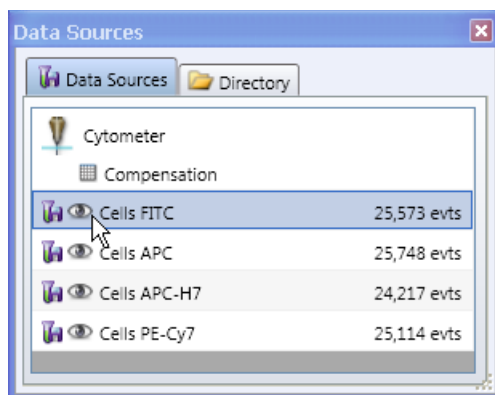 Data Sources
Data Sources Directory
Cytometer
Compensation
Cells FITC 25,573 evts
Cells APC 25,748 evts
Cells APC-H7 24,217 evts
Cells PE-Cy7 25,114 evts